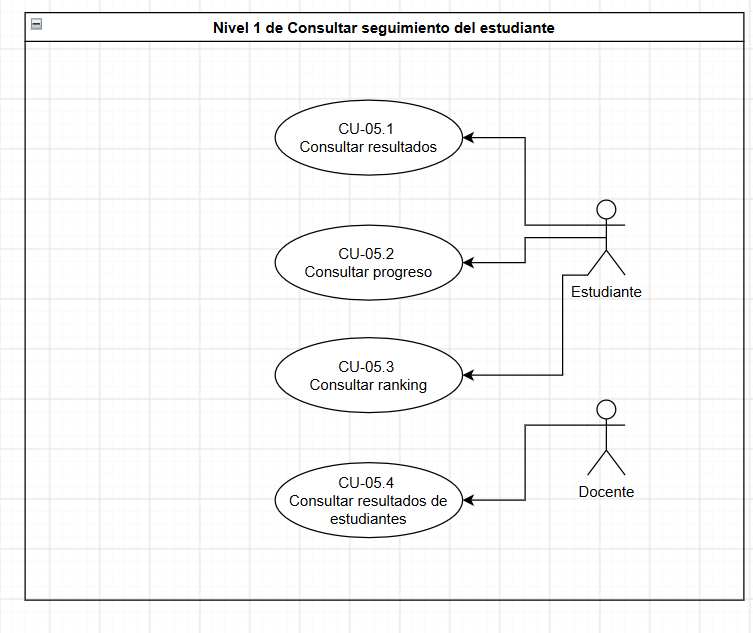 Nivel 1 de Consultar seguimiento del estudiante
CU-05.1
Consultar resultados
CU-05.2
Consultar progreso
Estudiante
CU-05.3
Consultar ranking
CU-05.4
Consultar resultados de
estudiantes
Docente